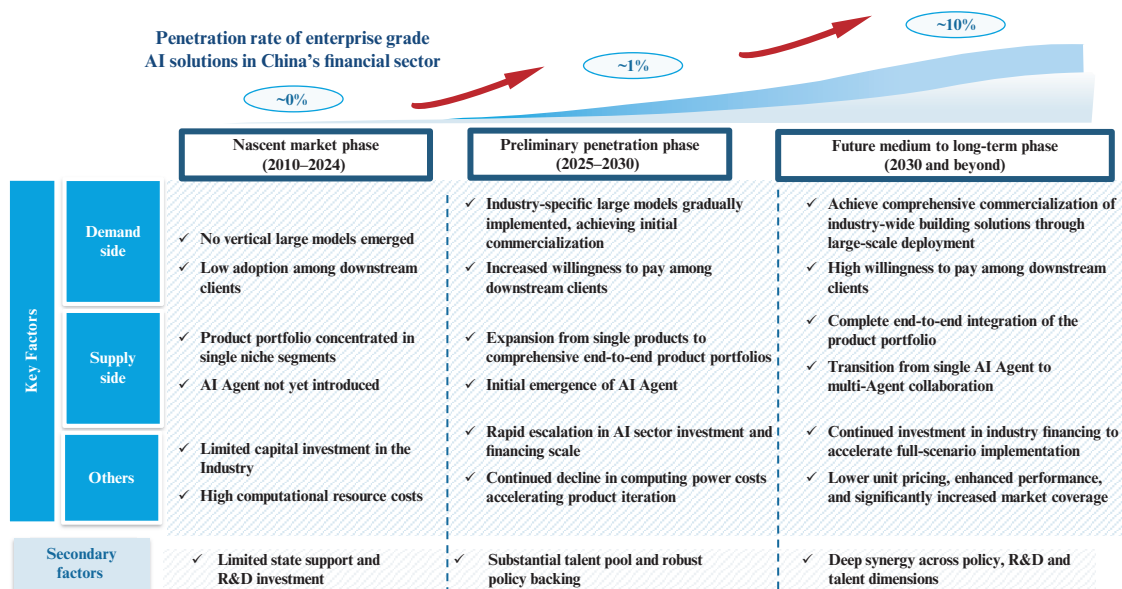 Penetration rate of enterprise grade
AI solutions in China's financial sector
~0%
~1%
~10%
Nascent market phase
(2010–2024)
Preliminary penetration phase
(2025–2030)
Future medium to long-term phase
(2030 and beyond)
Key Factors
Demand
side
✓ No vertical large models emerged
✓ Low adoption among downstream
clients
✓ Industry-specific large models gradually
implemented, achieving initial
commercialization
✓ Increased willingness to pay among
downstream clients
✓ Achieve comprehensive commercialization of
industry-wide building solutions through
large-scale deployment
✓ High willingness to pay among downstream
clients
Supply
side
✓ Product portfolio concentrated in
single niche segments
✓ AI Agent not yet introduced
✓ Expansion from single products to
comprehensive end-to-end product portfolios
✓ Initial emergence of AI Agent
✓ Complete end-to-end integration of the
product portfolio
✓ Transition from single AI Agent to
multi-Agent collaboration
Others
✓ Limited capital investment in the
Industry
✓ High computational resource costs
✓ Rapid escalation in AI sector investment and
financing scale
✓ Continued decline in computing power costs
accelerating product iteration
✓ Continued investment in industry financing to
accelerate full-scenario implementation
✓ Lower unit pricing, enhanced performance,
and significantly increased market coverage
Secondary
factors
✓ Limited state support and
R&D investment
✓ Substantial talent pool and robust
policy backing
✓ Deep synergy across policy, R&D and
talent dimensions